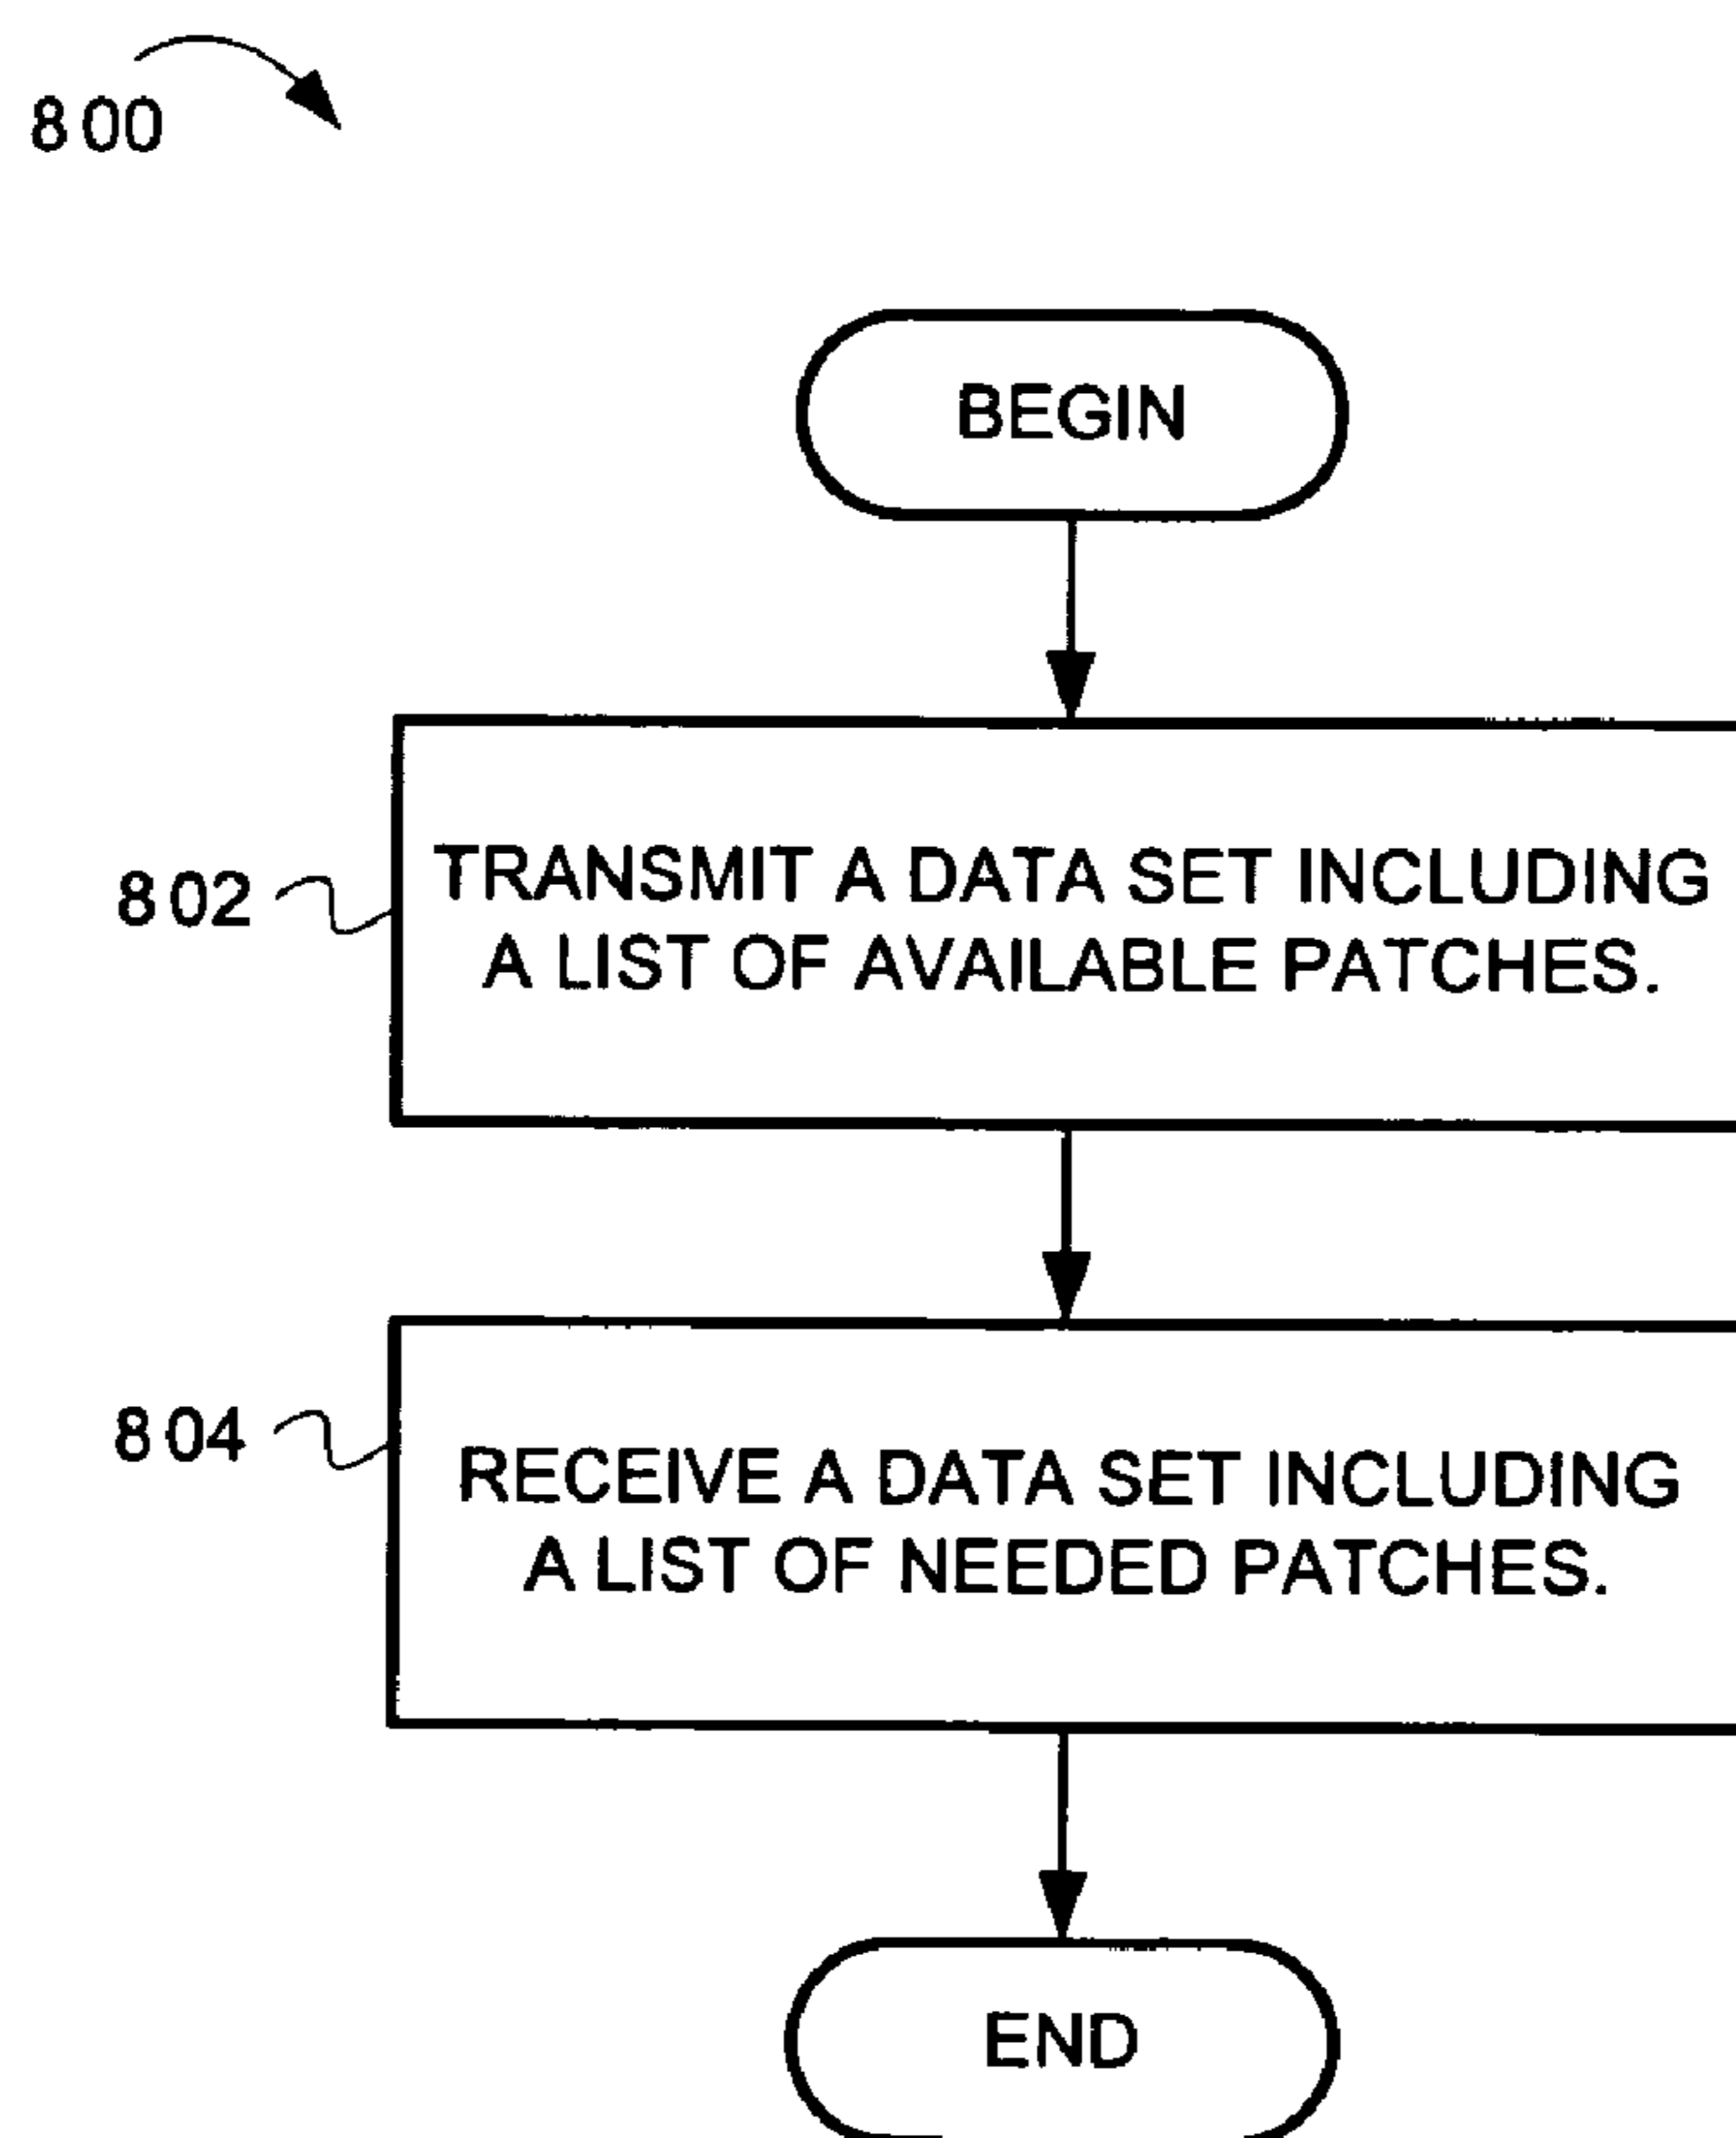 800
BEGIN
802
TRANSMIT A DATA SET INCLUDING
A LIST OF AVAILABLE PATCHES.
804
RECEIVE A DATA SET INCLUDING
A LIST OF NEEDED PATCHES.
END